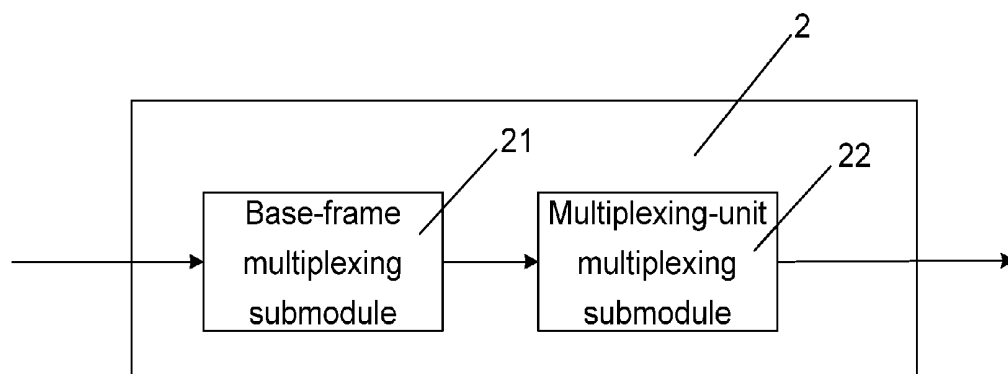 2
21
22
Base-frame
multiplexing
submodule
Multiplexing-unit
multiplexing
submodule